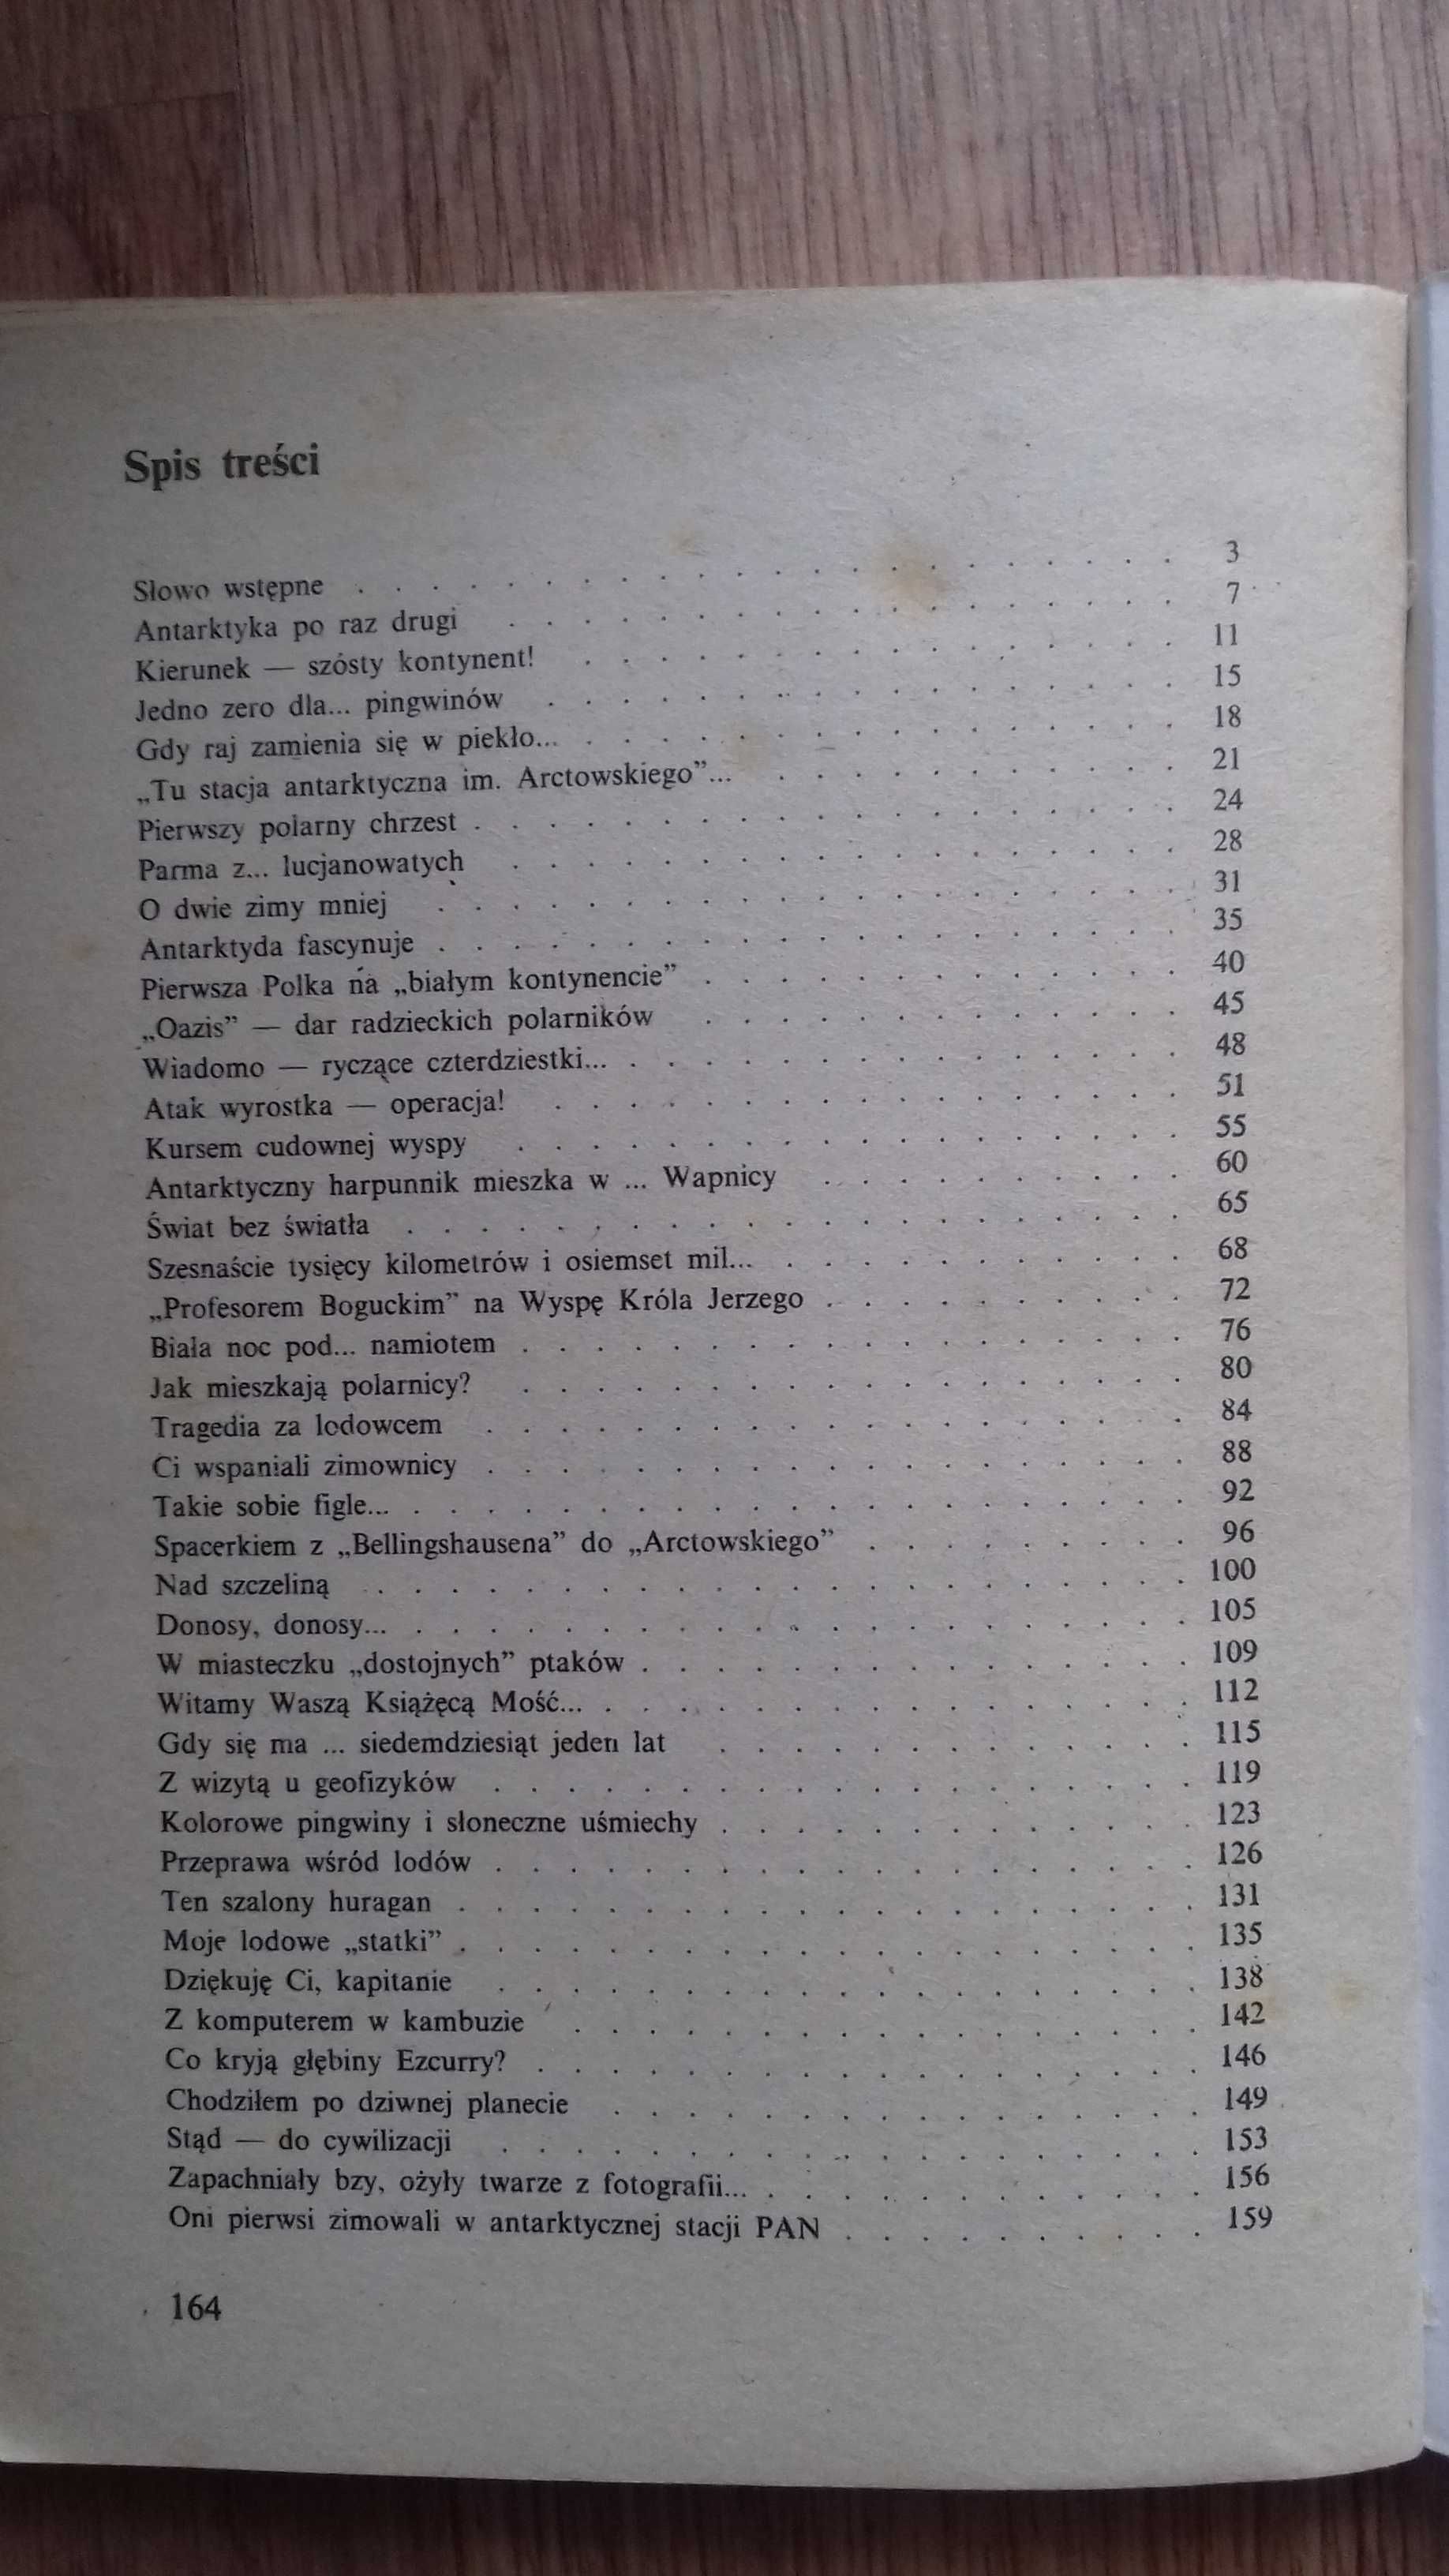 Spis treści
Słowo wstępne . . . . . . . . . . . . . . . . . . . . . . 3
Antarktyka po raz drugi . . . . . . . . . . . . . . . . . . 7
Kierunek — szósty kontynent! . . . . . . . . . . . . . . . . 11
Jedno zero dla... pingwinów . . . . . . . . . . . . . . . . . 15
Gdy raj zamienia się w piekło... . . . . . . . . . . . . . . . . 18
„Tu stacja antarktyczna im. Arctowskiego”... . . . . . . . . . . . 21
Pierwszy polarny chrzest . . . . . . . . . . . . . . . . . . . 24
Parma z... lucjanowatych . . . . . . . . . . . . . . . . . . 28
O dwie zimy mniej . . . . . . . . . . . . . . . . . . . . 31
Antarktyda fascynuje . . . . . . . . . . . . . . . . . . . . 35
Pierwsza Polka na „białym kontynencie” . . . . . . . . . . . . . 40
„Oazis” — dar radzieckich polarników . . . . . . . . . . . . . 45
Wiadomo — ryczące czterdziestki... . . . . . . . . . . . . . . . 48
Atak wyrostka — operacja! . . . . . . . . . . . . . . . . . 51
Kursem cudownej wyspy . . . . . . . . . . . . . . . . . . 55
Antarktyczny harpunnik mieszka w ... Wapnicy . . . . . . . . . . 60
Świat bez światła . . . . . . . . . . . . . . . . . . . . . 65
Szesnaście tysięcy kilometrów i osiemset mil... . . . . . . . . . . . 68
„Profesorem Boguckim” na Wyspę Króla Jerzego . . . . . . . . . . 72
Biała noc pod... namiotem . . . . . . . . . . . . . . . . . . 76
Jak mieszkają polarnicy? . . . . . . . . . . . . . . . . . . 80
Tragedia za lodowcem . . . . . . . . . . . . . . . . . . . 84
Ci wspaniali zimownicy . . . . . . . . . . . . . . . . . . . 88
Takie sobie figle... . . . . . . . . . . . . . . . . . . . . . 92
Spacerkiem z „Bellingshausena” do „Arctowskiego” . . . . . . . . . 96
Nad szczeliną . . . . . . . . . . . . . . . . . . . . . . 100
Donosy, donosy... . . . . . . . . . . . . . . . . . . . . . 105
W miasteczku „dostojnych” ptaków . . . . . . . . . . . . . . . 109
Witamy Waszą Książęcą Mość... . . . . . . . . . . . . . . . . 112
Gdy się ma ... siedemdziesiąt jeden lat . . . . . . . . . . . . . 115
Z wizytą u geofizyków . . . . . . . . . . . . . . . . . . . 119
Kolorowe pingwiny i słoneczne uśmiechy . . . . . . . . . . . . . 123
Przeprawa wśród lodów . . . . . . . . . . . . . . . . . . . 126
Ten szalony huragan . . . . . . . . . . . . . . . . . . . . 131
Moje lodowe „statki” . . . . . . . . . . . . . . . . . . . . 135
Dziękuję Ci, kapitanie . . . . . . . . . . . . . . . . . . . 138
Z komputerem w kambuzie . . . . . . . . . . . . . . . . . 142
Co kryją głębiny Ezcurry? . . . . . . . . . . . . . . . . . . 146
Chodziłem po dziwnej planecie . . . . . . . . . . . . . . . . 149
Stąd — do cywilizacji . . . . . . . . . . . . . . . . . . . 153
Zapachniały bzy, ożyły twarze z fotografii... . . . . . . . . . . . . 156
Oni pierwsi zimowali w antarktycznej stacji PAN . . . . . . . . . . 159
164